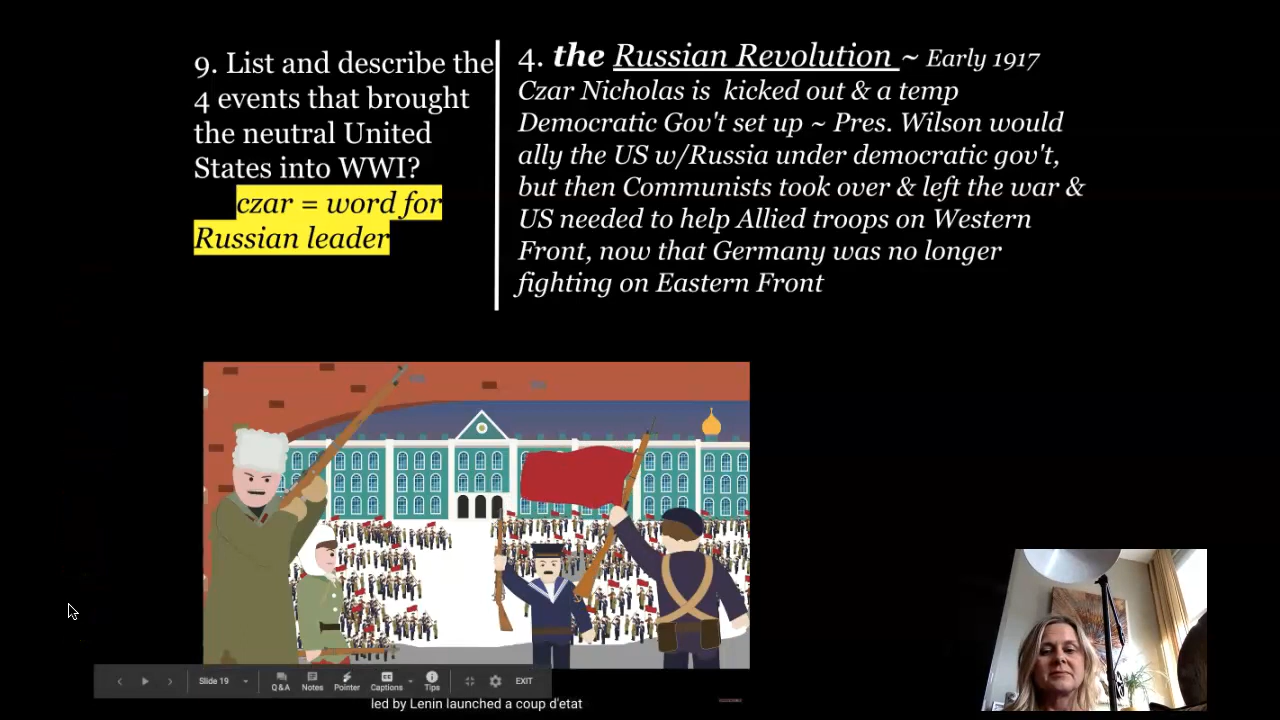 9. List and describe the
4 events that brought
the neutral United
States into WWI?
czar = word for
Russian leader
4. the Russian Revolution ~ Early 1917
Czar Nicholas is kicked out & a temp
Democratic Gov't set up ~ Pres. Wilson would
ally the US w/Russia under democratic gov't,
but then Communists took over & left the war &
US needed to help Allied troops on Western
Front, now that Germany was no longer
fighting on Eastern Front
Slide 19
Q&A
Notes
Pointer
Captions
Tips
EXIT
led by Lenin launched a coup d'etat